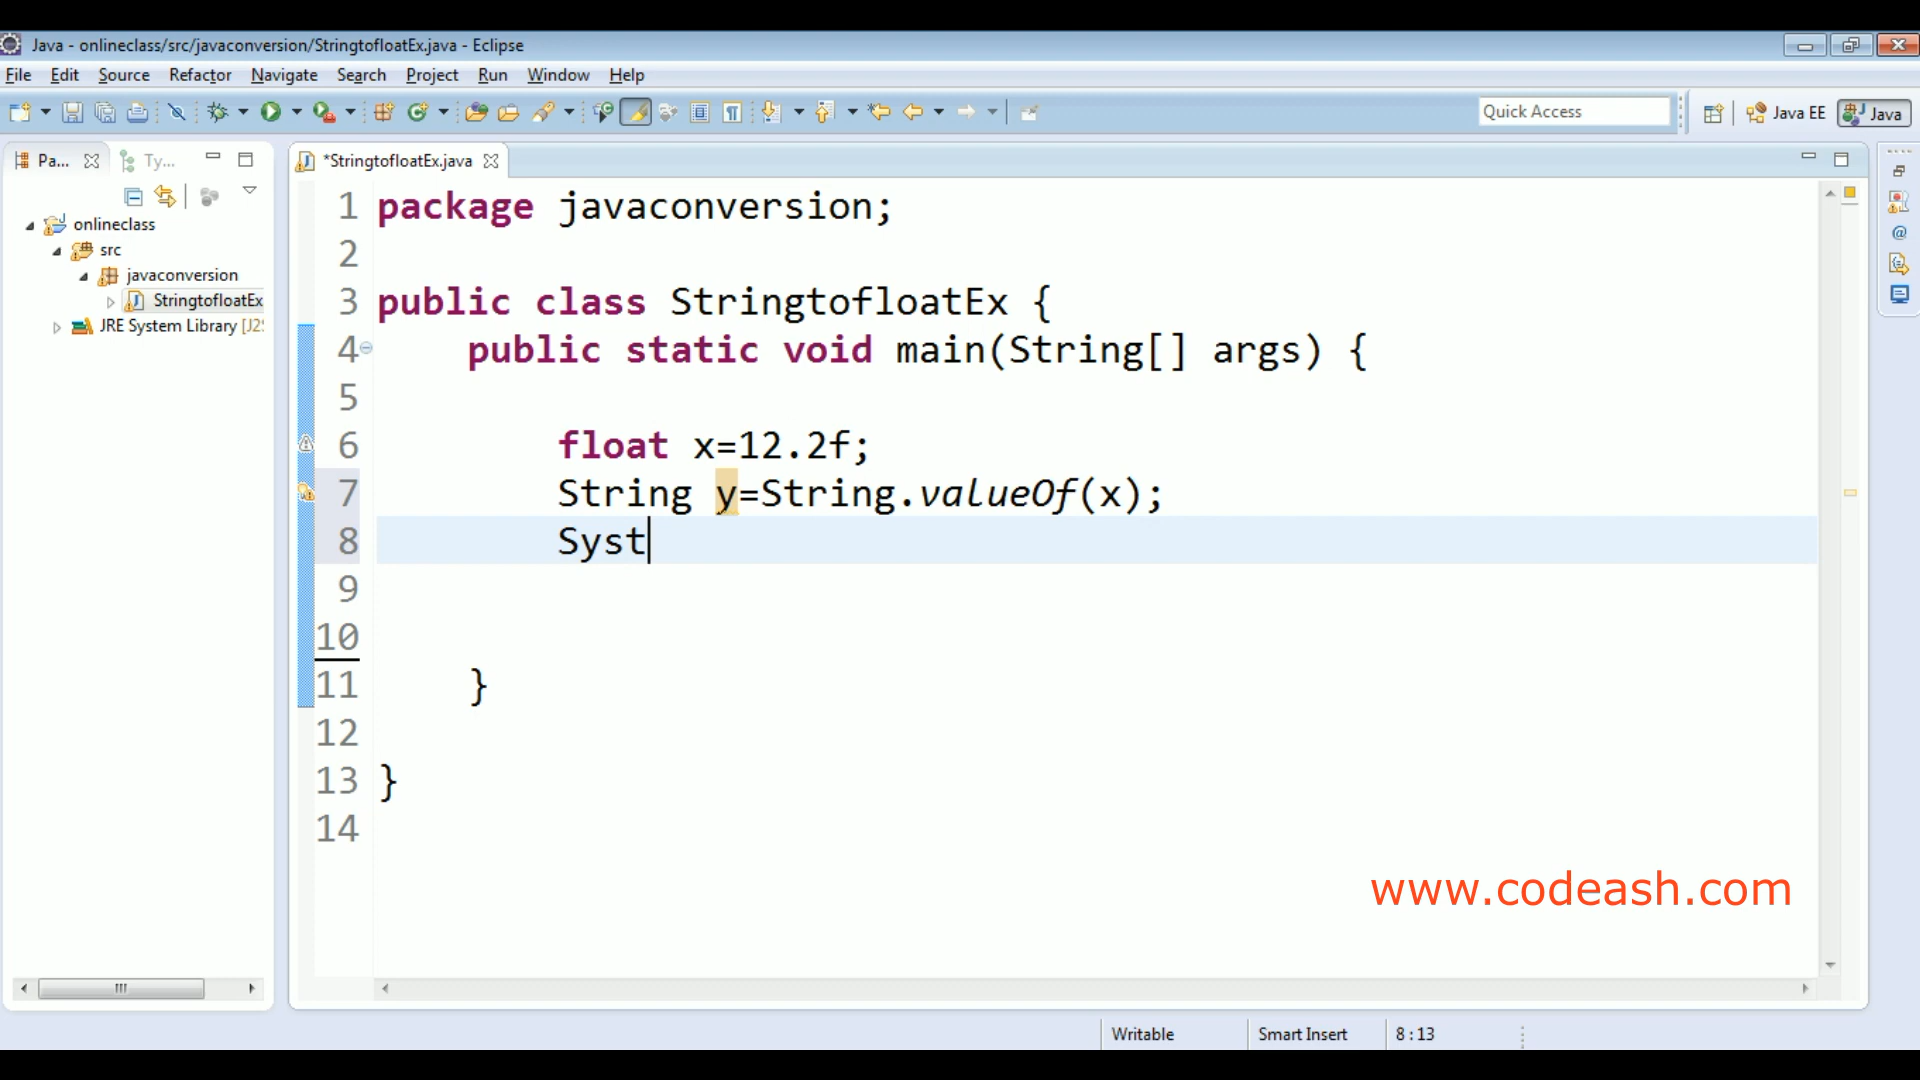 Java - onlineclass/src/javaconversion/StringtofloatEx.java - Eclipse
File Edit Source Refactor Navigate Search Project Run Window Help
Quick Access
Java EE
Java
Pa...
Ty...
*StringtofloatEx.java
onlineclass
src
javaconversion
StringtofloatEx
JRE System Library [J2S
1 package javaconversion;
2
3 public class StringtofloatEx {
4 public static void main(String[] args) {
5
6 float x=12.2f;
7 String y=String.valueOf(x);
8 Syst
9
10
11 }
12
13 }
14
www.codeash.com
Writable
Smart Insert
8 : 13